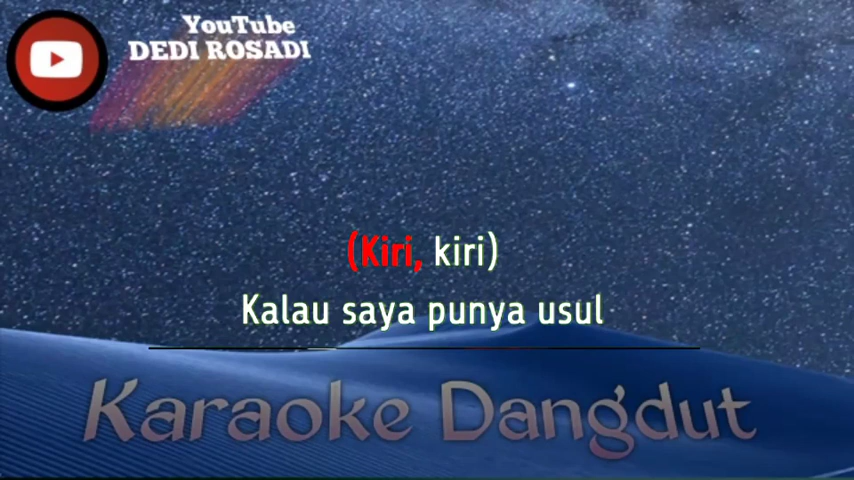 YouTube
DEDI ROSADI
(Kiri, kiri)
Kalau saya punya usul
Karaoke Dangdut